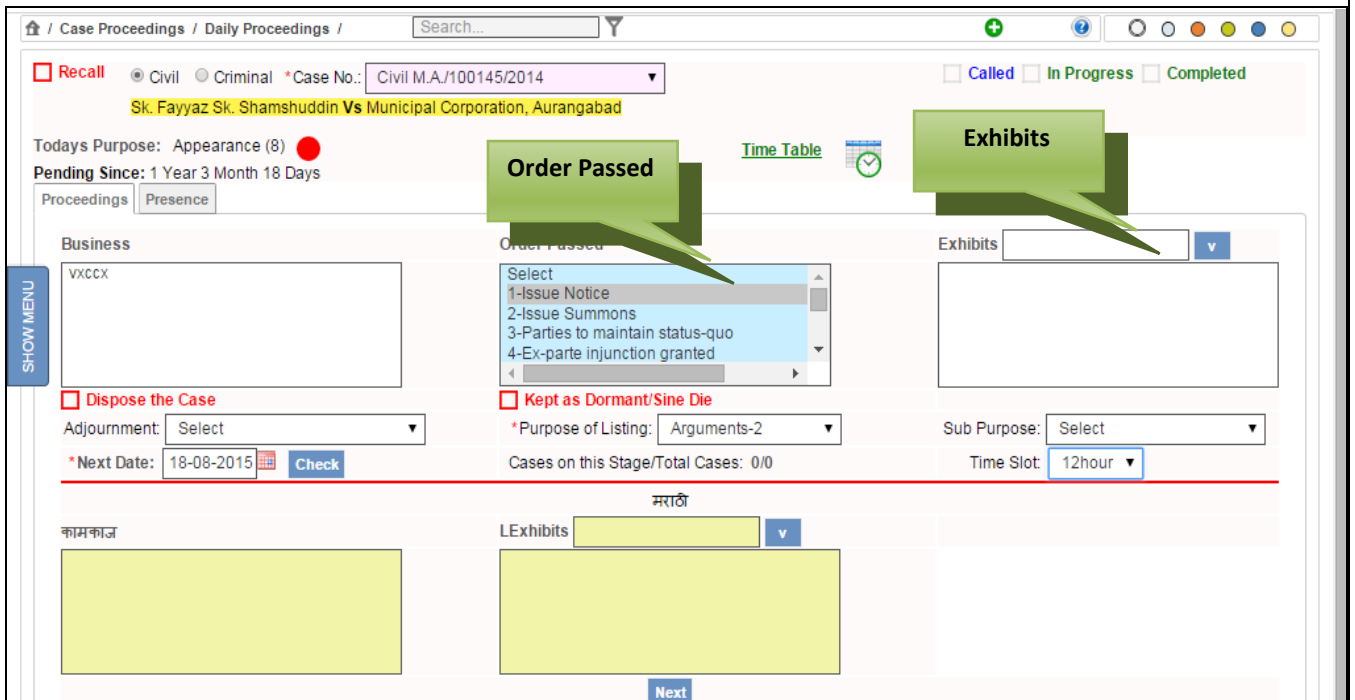 / Case Proceedings / Daily Proceedings / Search...
Recall Civil Criminal *Case No.: Civil M.A./100145/2014 Called In Progress Completed
Sk. Fayyaz Sk. Shamshuddin Vs Municipal Corporation, Aurangabad
Todays Purpose: Appearance (8) Time Table
Pending Since: 1 Year 3 Month 18 Days
Order Passed
Exhibits
Proceedings Presence
Business Order Passed Exhibits v
vxccx
Select
1-Issue Notice
2-Issue Summons
3-Parties to maintain status-quo
4-Ex-parte injunction granted
SHOW MENU
Dispose the Case Kept as Dormant/Sine Die
Adjournment: Select *Purpose of Listing: Arguments-2 Sub Purpose: Select
*Next Date: 18-08-2015 Check Cases on this Stage/Total Cases: 0/0 Time Slot: 12hour
मराठी
कामकाज LExhibits v
Next